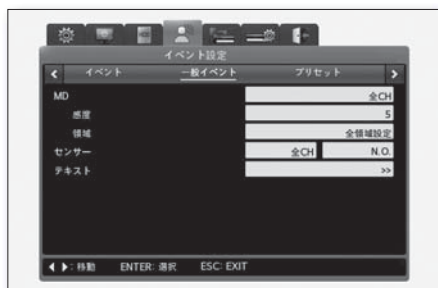 イベント設定
< イベント 一般イベント プリセット >
MD 全CH
感度 5
領域 全領域設定
センサー 全CH N.O.
テキスト >>
◀ ▶: 移動 ENTER: 選択 ESC: EXIT